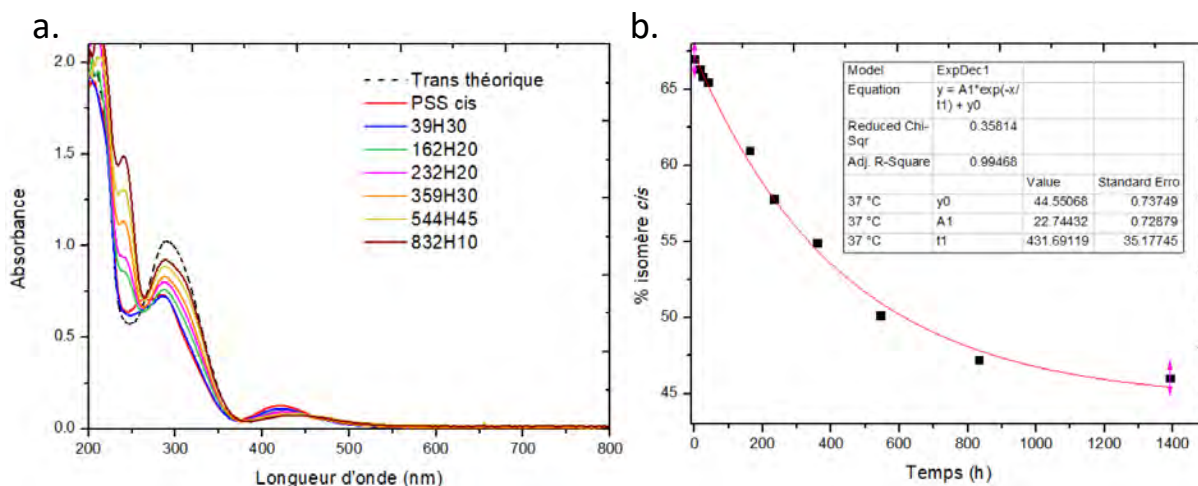 a.
Absorbance
2.0
1.5
1.0
0.5
0.0
200 300 400 500 600 700 800
Longueur d'onde (nm)
Trans théorique
PSS cis
39H30
162H20
232H20
359H30
544H45
832H10
b.
% isomère cis
65
60
55
50
45
0 200 400 600 800 1000 1200 1400
Temps (h)
Model ExpDec1
Equation y = A1*exp(-x/
t1) + y0
Reduced Chi-
Sqr 0.35814
Adj. R-Square 0.99468
Value Standard Erro
37 °C y0 44.55068 0.73749
37 °C A1 22.74432 0.72879
37 °C t1 431.69119 35.17745